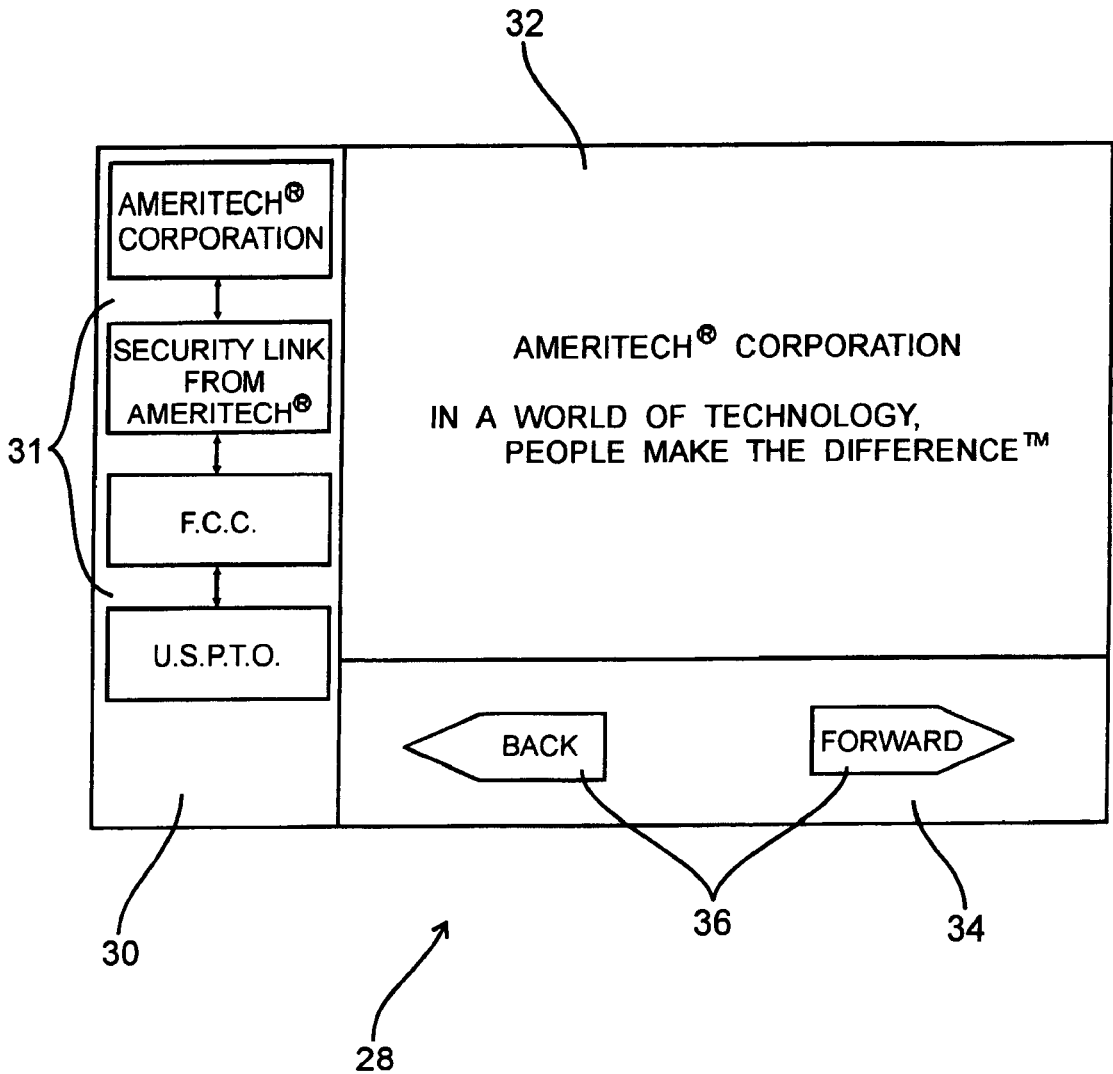 32
AMERITECH® CORPORATION
SECURITY LINK
FROM
AMERITECH®
F.C.C.
U.S.P.T.O.
31
AMERITECH® CORPORATION
IN A WORLD OF TECHNOLOGY,
PEOPLE MAKE THE DIFFERENCE™
BACK
FORWARD
30
36
34
28